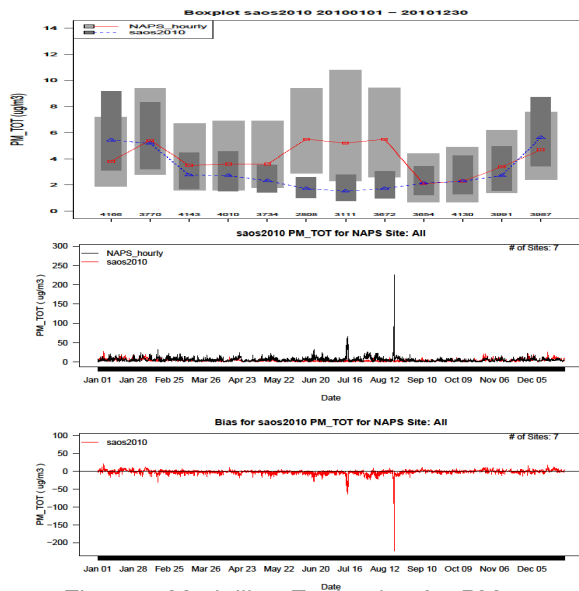 Boxplot saos2010 20100101 − 20101230
NAPS_hourly
saos2010
PM_TOT (ug/m3)
14
12
10
8
6
4
2
0
4166 3770 4143 4010 3734 2808 3111 3672 3654 4130 3991 3987
saos2010 PM_TOT for NAPS Site: All
# of Sites: 7
NAPS_hourly
saos2010
PM_TOT ( ug/m3 )
300
250
200
150
100
50
0
Jan 01 Jan 28 Feb 25 Mar 26 Apr 23 May 22 Jun 20 Jul 16 Aug 12 Sep 10 Oct 09 Nov 06 Dec 05
Date
Bias for saos2010 PM_TOT for NAPS Site: All
# of Sites: 7
saos2010
PM_TOT ( ug/m3 )
100
50
0
−50
−100
−150
−200
Jan 01 Jan 28 Feb 25 Mar 26 Apr 23 May 22 Jun 20 Jul 16 Aug 12 Sep 10 Oct 09 Nov 06 Dec 05
Date